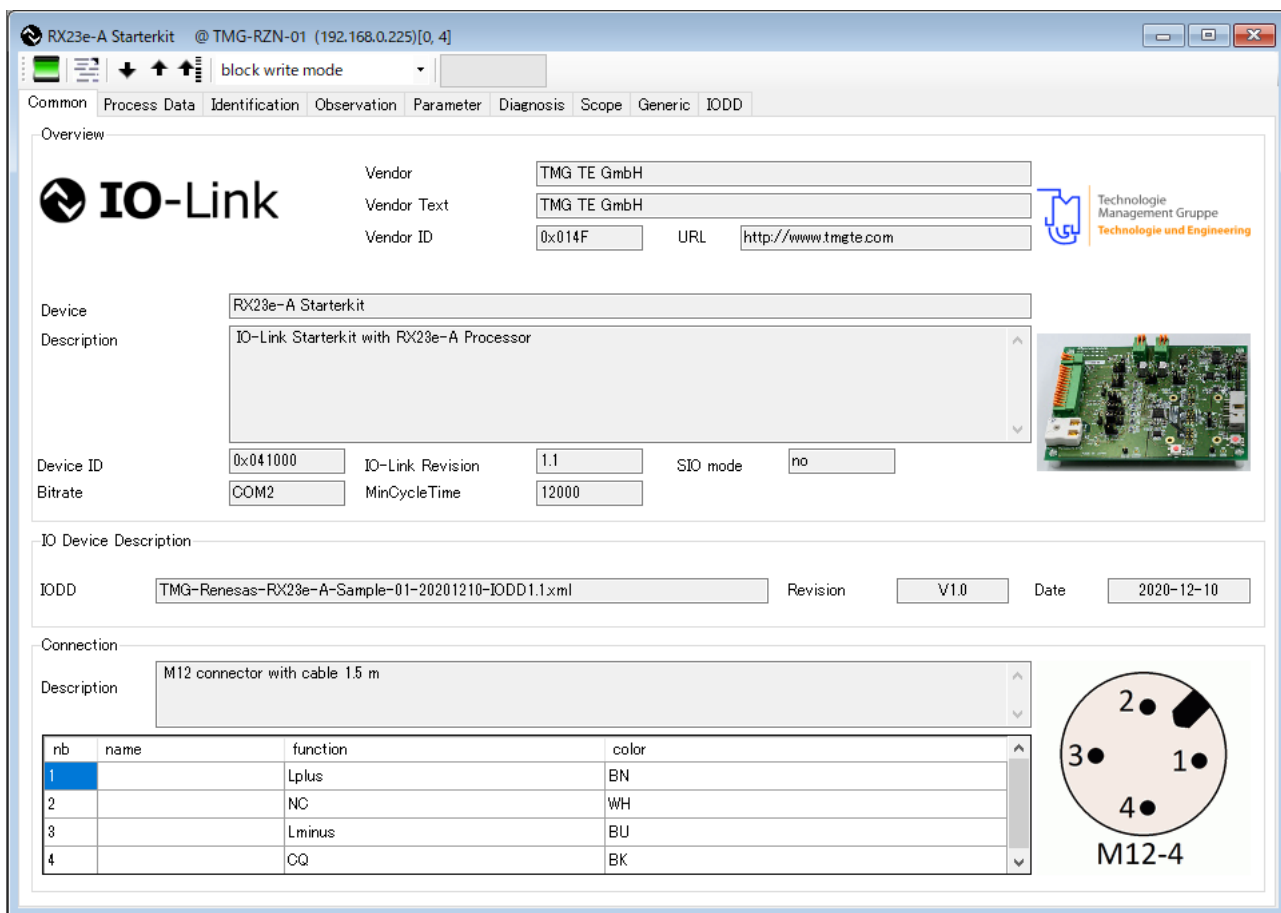 RX23e-A Starterkit @ TMG-RZN-01 (192.168.0.225)[0, 4]
block write mode
Common Process Data Identification Observation Parameter Diagnosis Scope Generic IODD
Overview
IO-Link
Vendor TMG TE GmbH
Vendor Text TMG TE GmbH
Vendor ID 0x014F URL http://www.tmgte.com
Technologie
Management Gruppe
Technologie und Engineering
Device RX23e-A Starterkit
Description IO-Link Starterkit with RX23e-A Processor
Device ID 0x041000 IO-Link Revision 1.1 SIO mode no
Bitrate COM2 MinCycleTime 12000
IO Device Description
IODD TMG-Renesas-RX23e-A-Sample-01-20201210-IODD1.1.xml Revision V1.0 Date 2020-12-10
Connection
Description M12 connector with cable 1.5 m
nb name function color
1 Lplus BN
2 NC WH
3 Lminus BU
4 CQ BK
2
3 1
4
M12-4